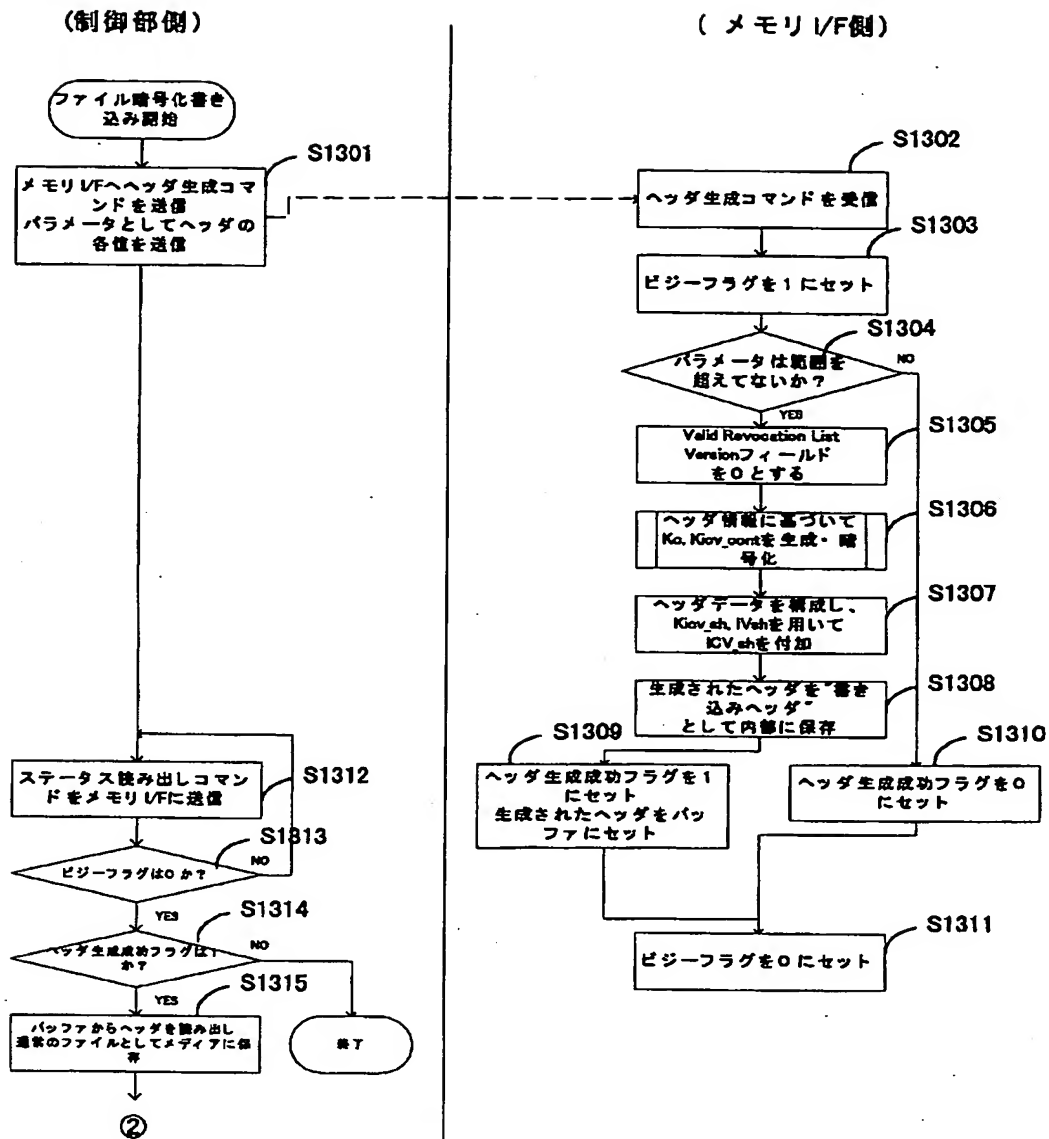 (制御部側)
ファイル暗号化書き
込み開始
S1301
メモリI/Fへヘッダ生成コマ
ンドを送信
パラメータとしてヘッダの
各値を送信
S1312
ステータス読み出しコマン
ドをメモリI/Fに送信
S1313
ビジーフラグは0か?
NO
YES
S1314
ヘッダ生成成功フラグは1
か?
NO
YES
S1315
バッファからヘッダを読み出し
通常のファイルとしてメディアに保
存
終了
②
( メモリI/F側)
S1302
ヘッダ生成コマンドを受信
S1303
ビジーフラグを1にセット
S1304
パラメータは範囲を
超えてないか?
NO
YES
S1305
Valid Revocation List
Versionフィールド
を0とする
S1306
ヘッダ情報に基づいて
Kc, Kicv_contを生成・暗
号化
S1307
ヘッダデータを構成し、
Kicv_sh, IVshを用いて
ICV_shを付加
S1308
生成されたヘッダを"書き
込みヘッダ"
として内部に保存
S1309
ヘッダ生成成功フラグを1
にセット
生成されたヘッダをバッ
ファにセット
S1310
ヘッダ生成成功フラグを0
にセット
S1311
ビジーフラグを0にセット